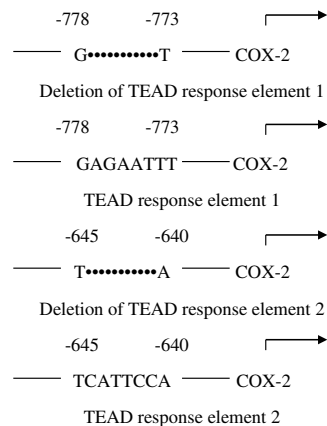 -778 -773
G•••••••••••T COX-2
Deletion of TEAD response element 1
-778 -773
GAGAATTT COX-2
TEAD response element 1
-645 -640
T•••••••••••A COX-2
Deletion of TEAD response element 2
-645 -640
TCATTCCA COX-2
TEAD response element 2